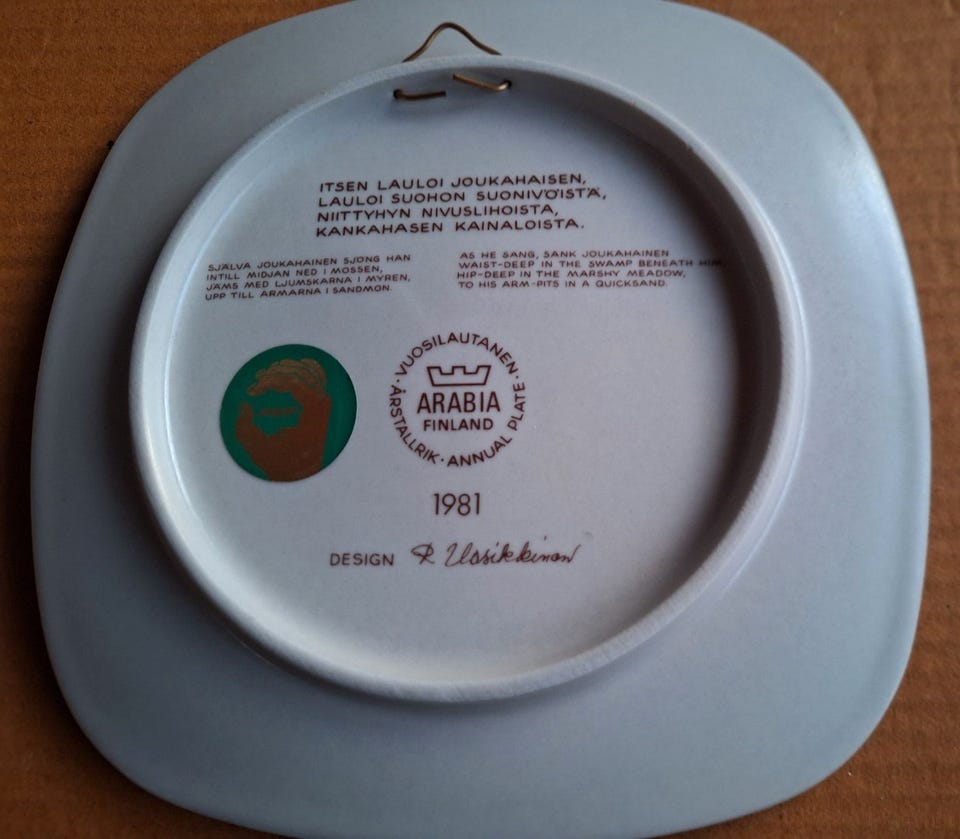 ITSEN LAULOI JOUKAHAISEN,
LAULOI SUOHON SUONIVÖISTÄ,
NIITTYHYN NIVUSLIHOISTA,
KANKAHASEN KAINALOISTA.
SJÄLVA JOUKAHAINEN SJÖNG HAN
INTILL MIDJAN NED I MOSSEN,
JÄMS MED LJUMSKARNA I MYREN,
UPP TILL ARMARNA I SANDMON.
AS HE SANG, SANK JOUKAHAINEN
WAIST-DEEP IN THE SWAMP BENEATH HIM,
HIP-DEEP IN THE MARSHY MEADOW,
TO HIS ARM-PITS IN A QUICKSAND.
VUOSILAUTANEN · ANNUAL PLATE · ÅRSTALLRIK ·
ARABIA
FINLAND
1981
DESIGN R Uosikkinen